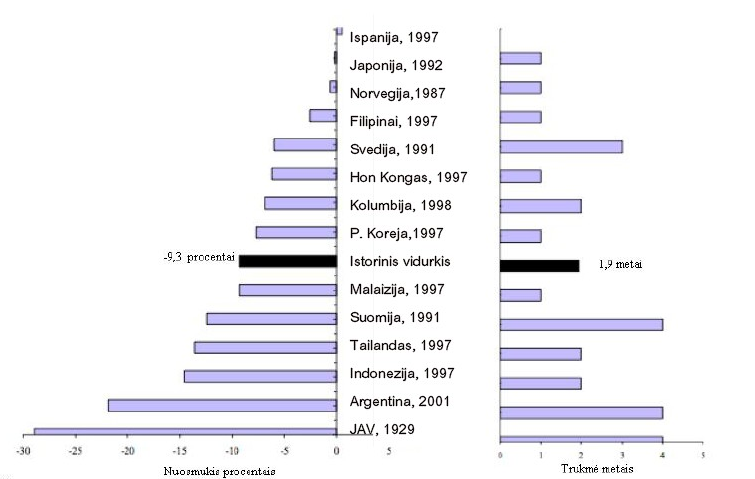 Ispanija, 1997
Japonija, 1992
Norvegija,1987
Filipinai, 1997
Svedija, 1991
Hon Kongas, 1997
Kolumbija, 1998
P. Koreja,1997
-9,3 procentai Istorinis vidurkis 1,9 metai
Malaizija, 1997
Suomija, 1991
Tailandas, 1997
Indonezija, 1997
Argentina, 2001
JAV, 1929
-30 -25 -20 -15 -10 -5 0 5 0 1 2 3 4 5
Nuosmukis procentais Trukmė metais